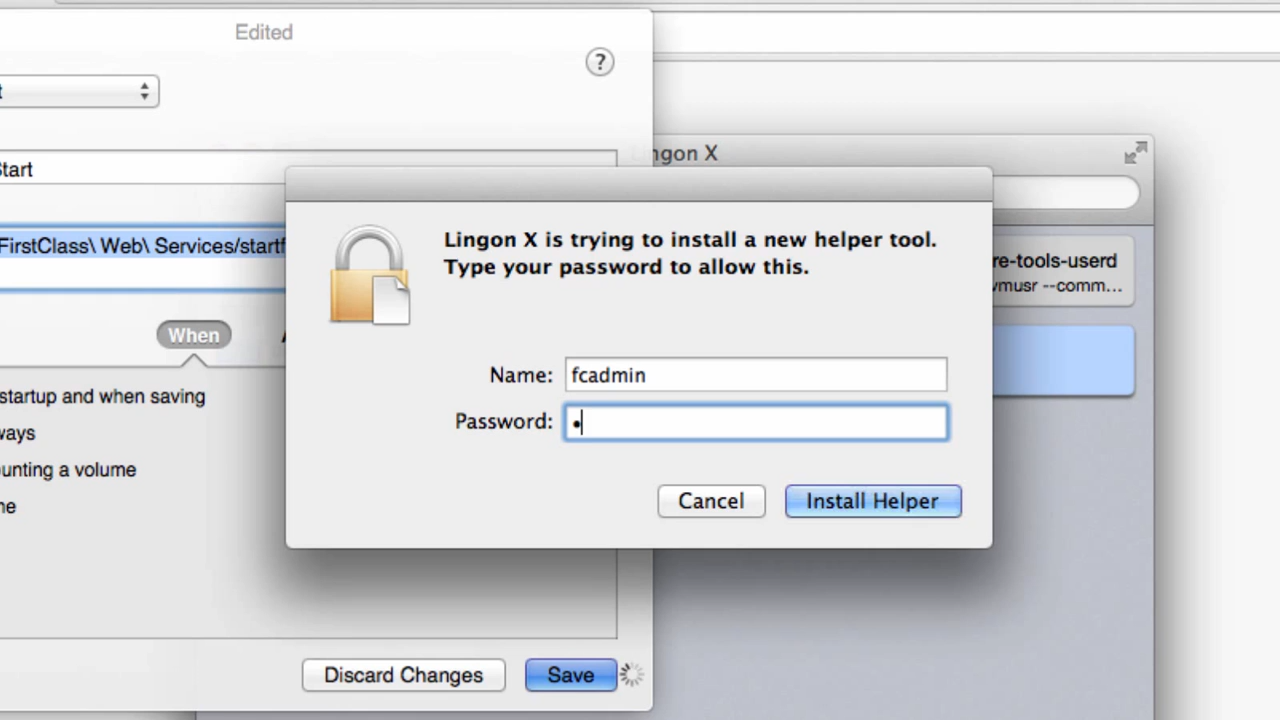 Edited
?
Start
FirstClass\ Web\ Services/startf
When
startup and when saving
ways
unting a volume
Discard Changes
Save
ngon X
re-tools-userd
vmusr --comm...
Lingon X is trying to install a new helper tool.
Type your password to allow this.
Name: fcadmin
Password: •
Cancel
Install Helper